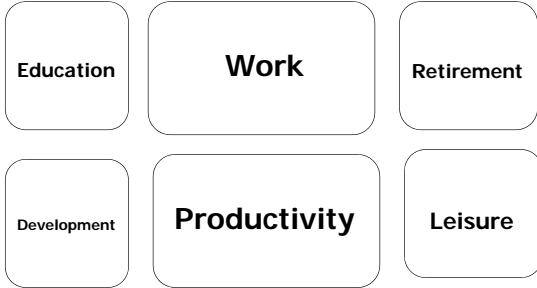 Education
Work
Retirement
Development
Productivity
Leisure